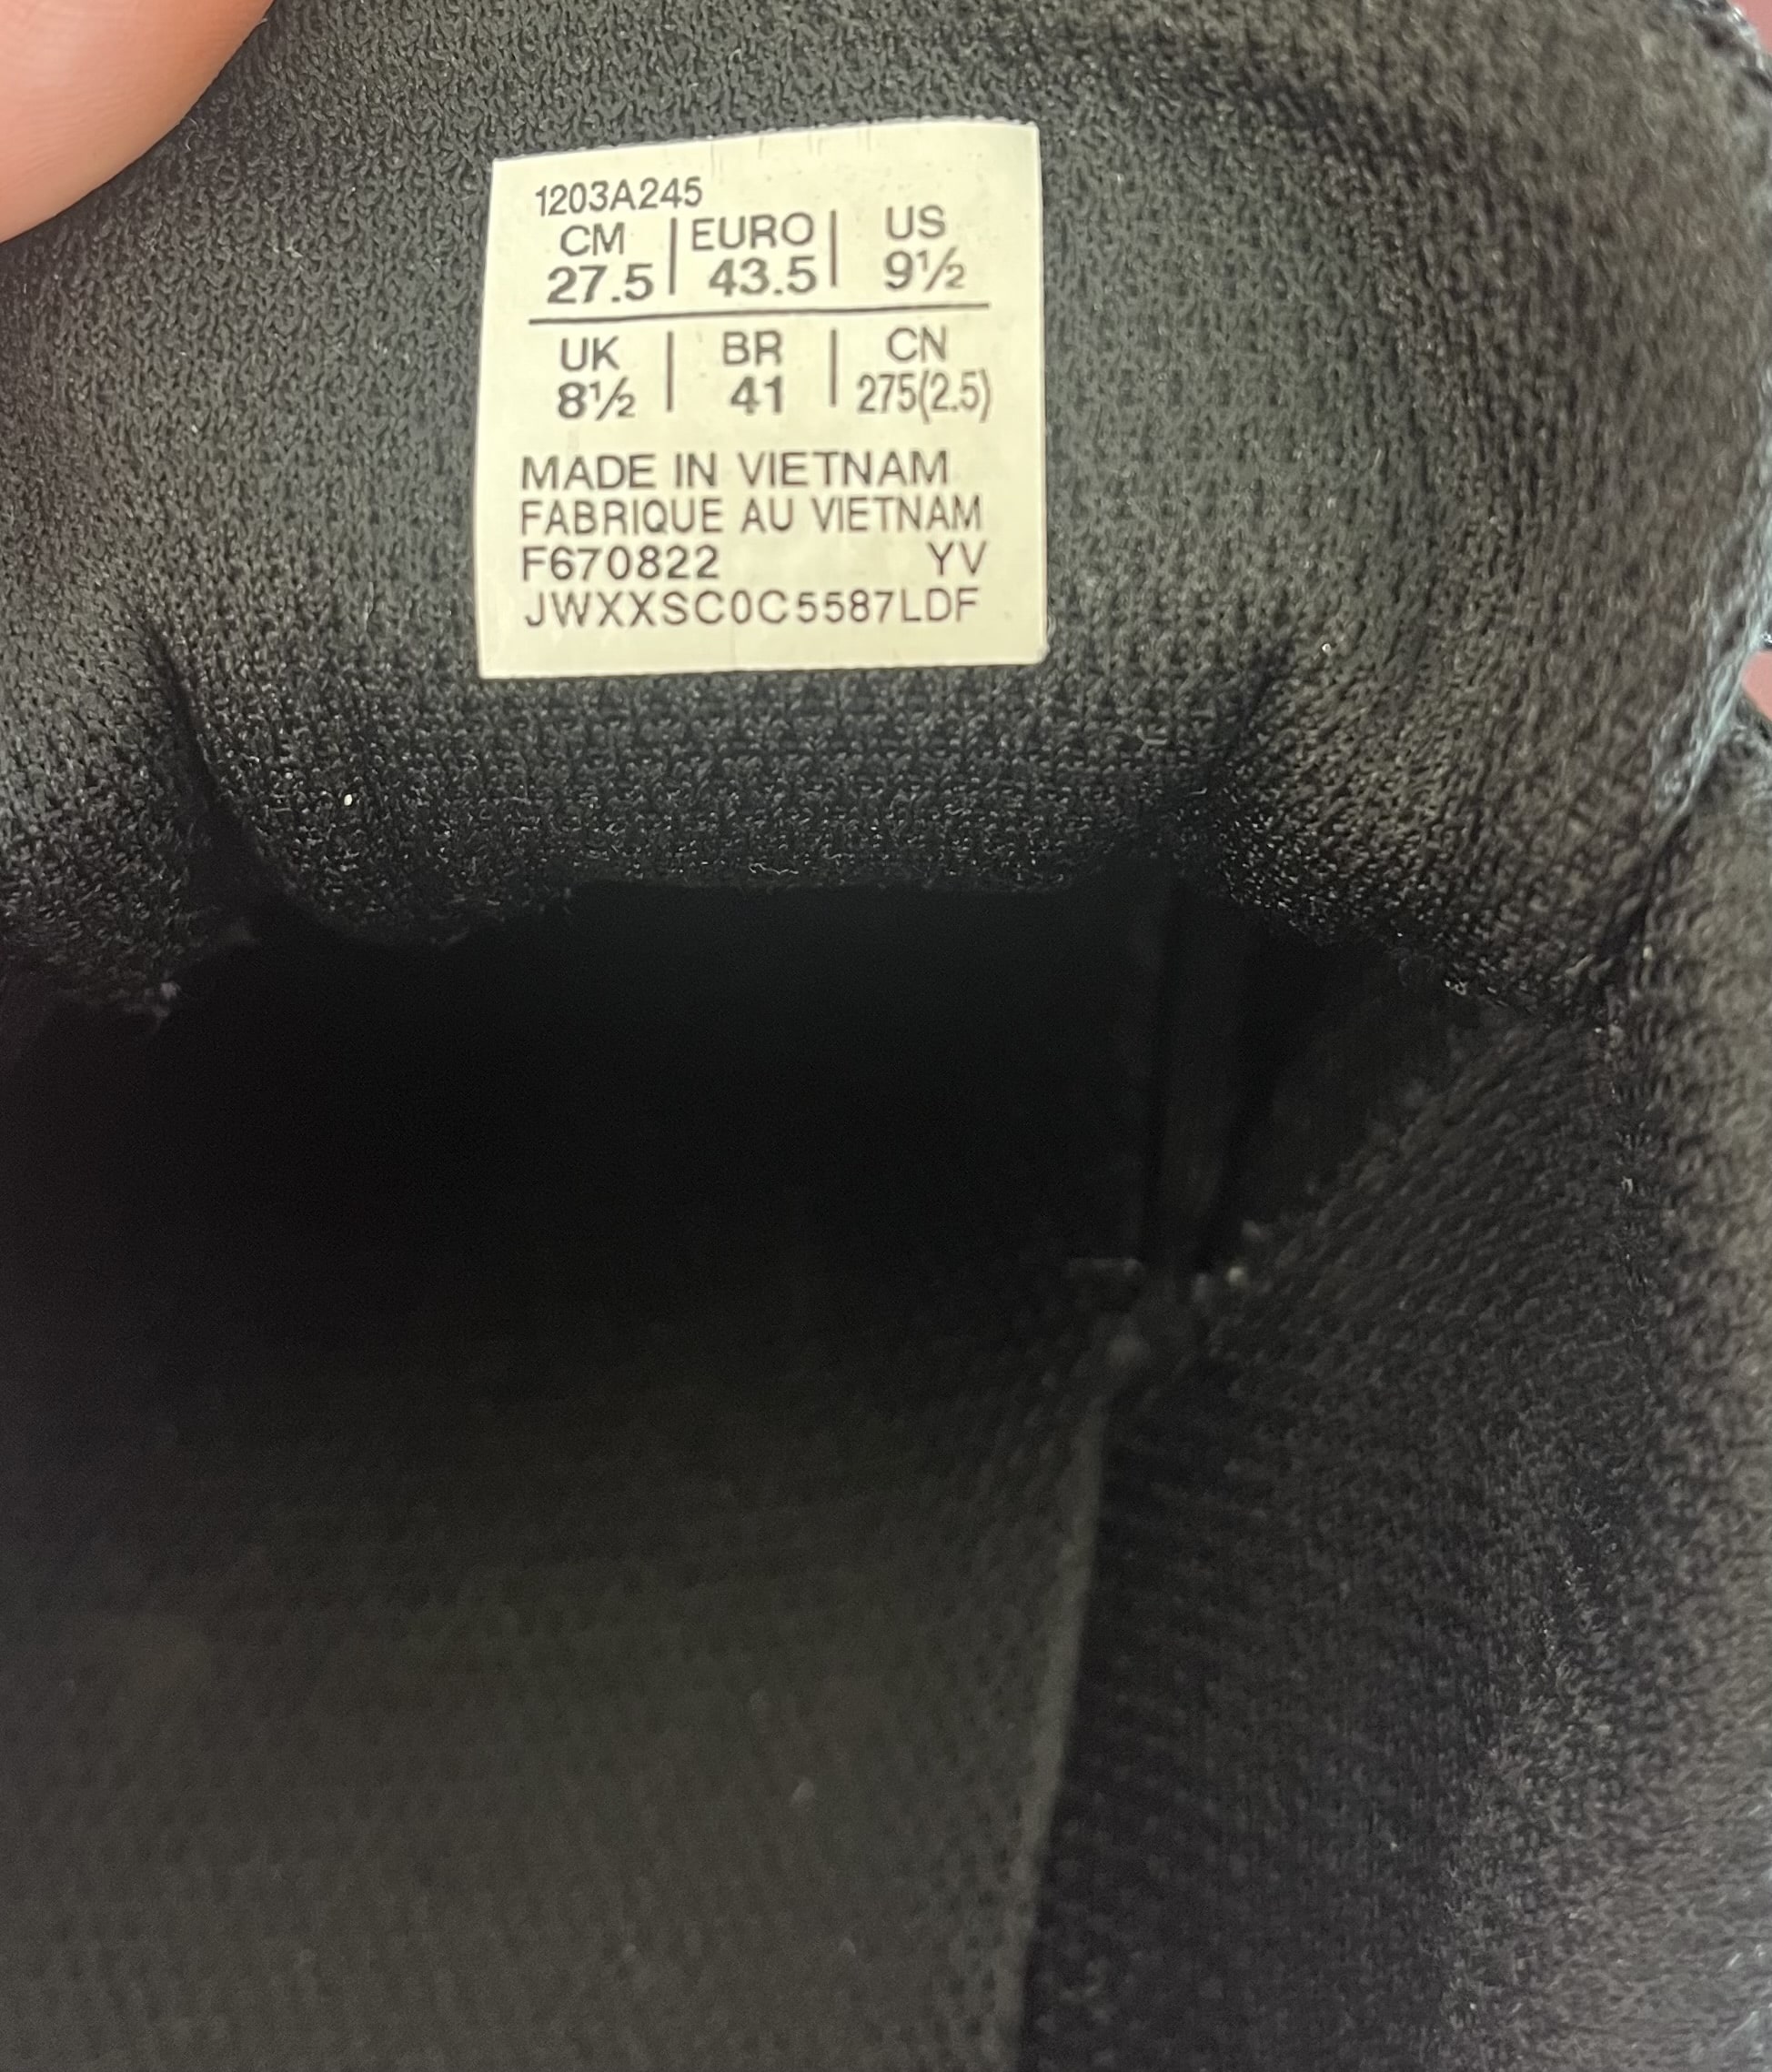 1203A245
CM | EURO | US
27.5 | 43.5 | 9½
UK | BR | CN
8½ | 41 | 275(2.5)
MADE IN VIETNAM
FABRIQUE AU VIETNAM
F670822 YV
JWXXSC0C5587LDF